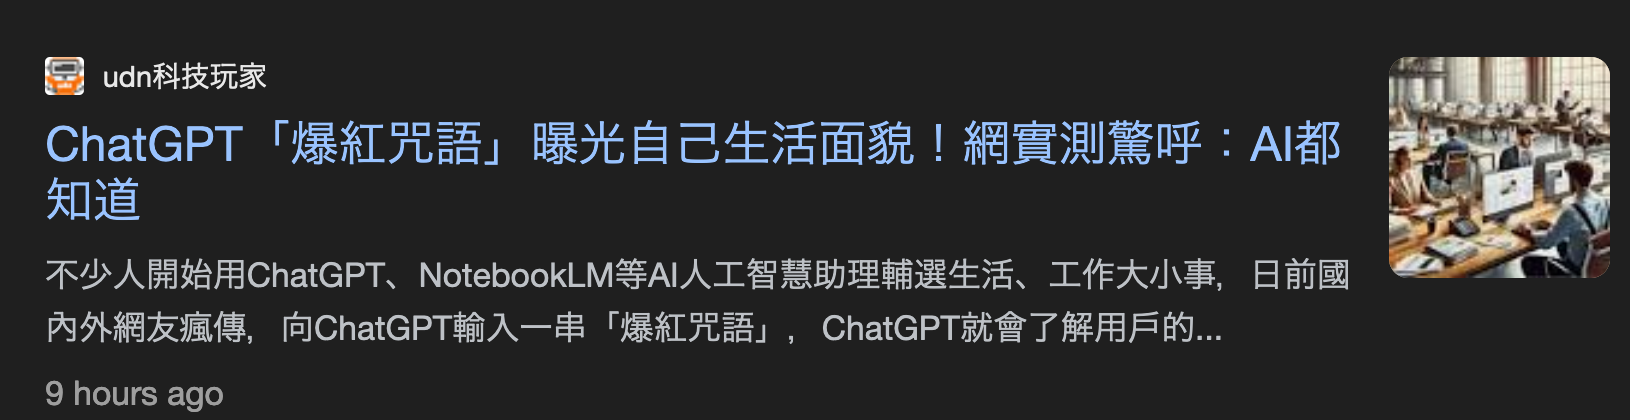 udn科技玩家
ChatGPT「爆紅咒語」曝光自己生活面貌！網實測驚呼：AI都
知道
不少人開始用ChatGPT、NotebookLM等AI人工智慧助理輔選生活、工作大小事，日前國
內外網友瘋傳，向ChatGPT輸入一串「爆紅咒語」，ChatGPT就會了解用戶的...
9 hours ago